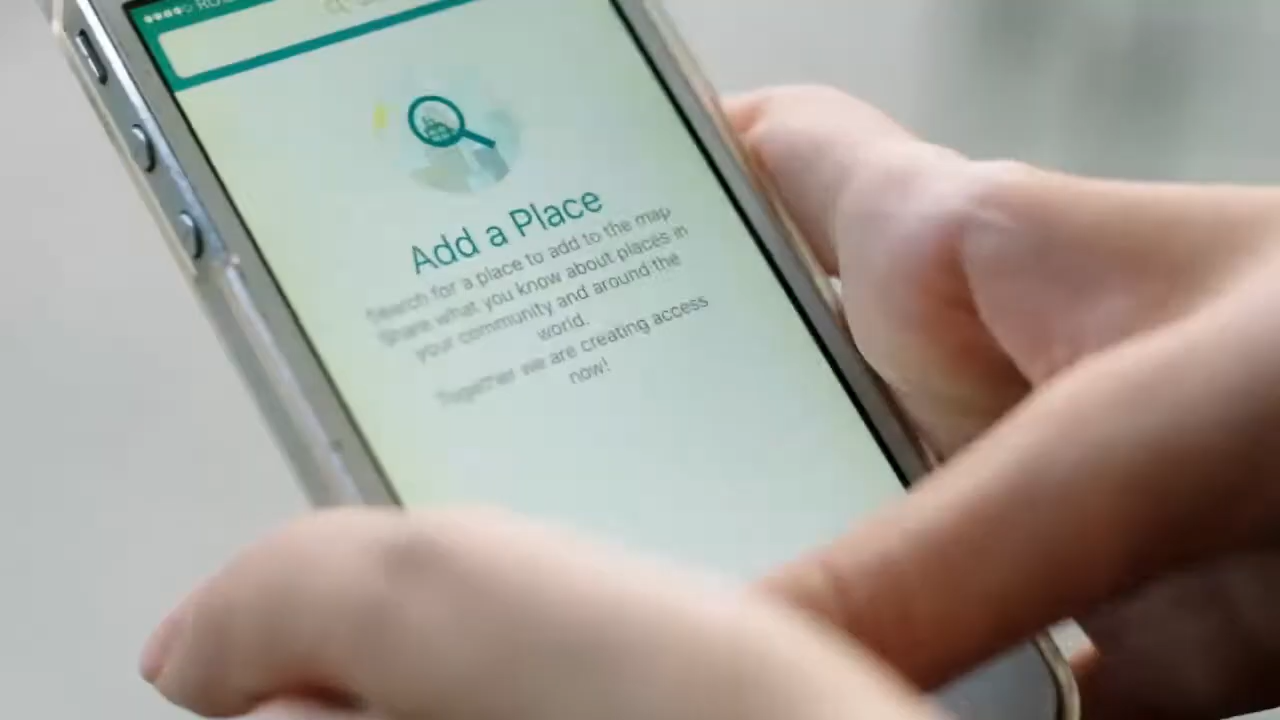 Add a Place
Search for a place to add to the map
Share what you know about places in
your community and around the
world.
Together we are creating access
now!